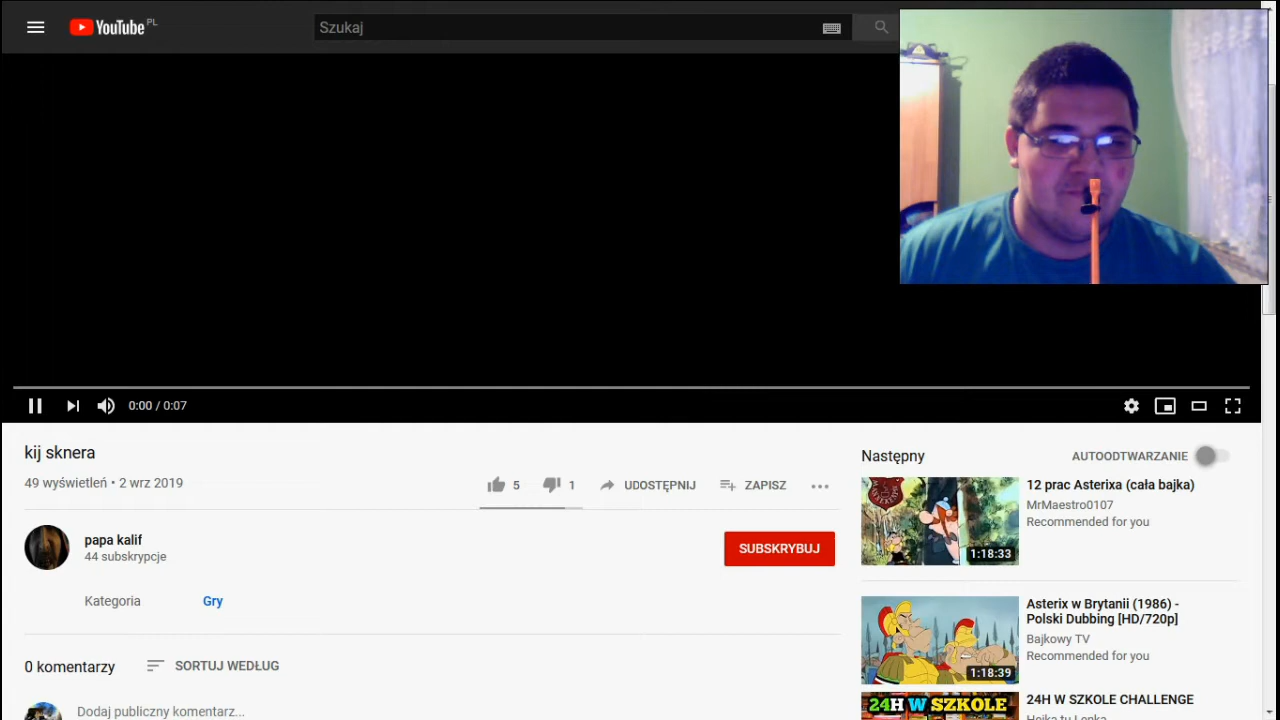 YouTube PL
Szukaj
0:00 / 0:07
kij sknera
49 wyświetleń • 2 wrz 2019
5
1
UDOSTĘPNIJ
ZAPISZ
papa kalif
44 subskrypcje
SUBSKRYBUJ
Kategoria
Gry
0 komentarzy
SORTUJ WEDŁUG
Dodaj publiczny komentarz...
Następny
AUTOODTWARZANIE
12 prac Asterixa (cała bajka)
MrMaestro0107
Recommended for you
1:18:33
Asterix w Brytanii (1986) -
Polski Dubbing [HD/720p]
Bajkowy TV
Recommended for you
1:18:39
24H W SZKOLE CHALLENGE
24H W SZKOLE